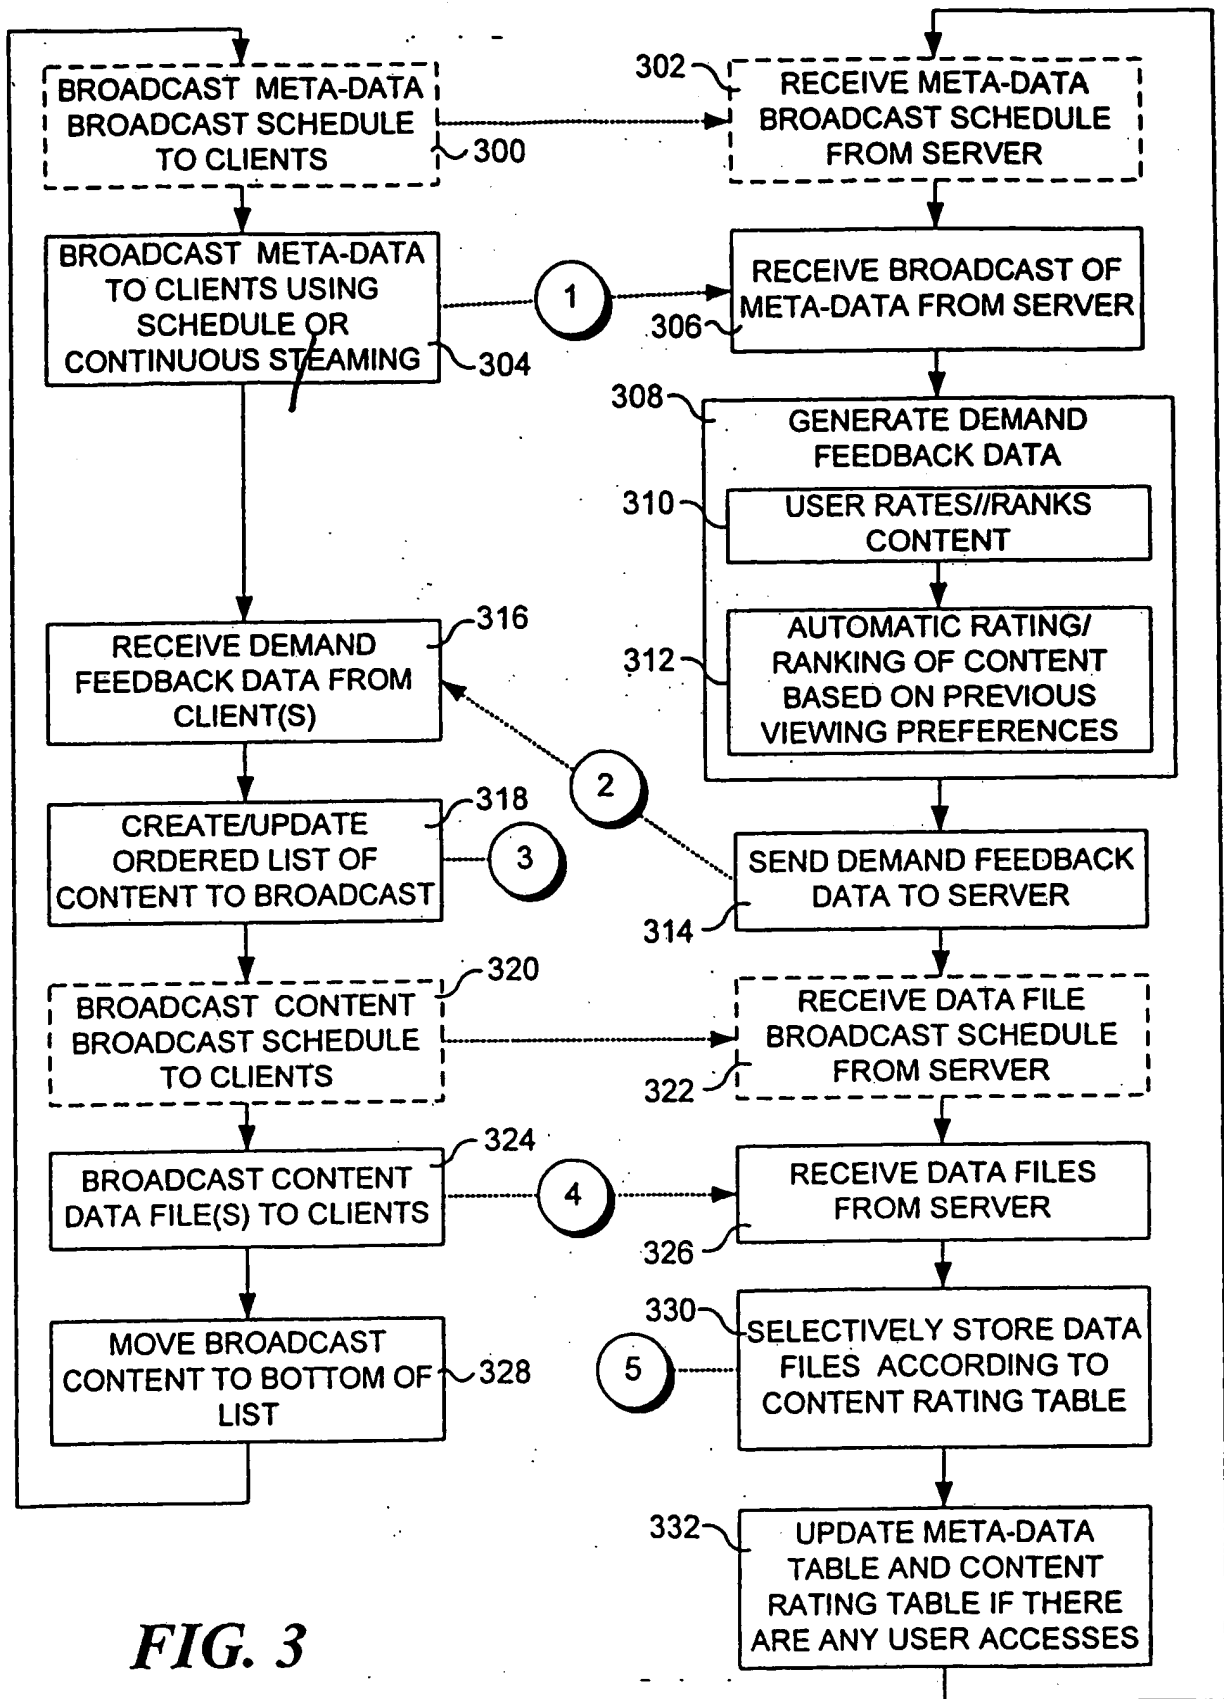 BROADCAST META-DATA
BROADCAST SCHEDULE
TO CLIENTS
300
302
RECEIVE META-DATA
BROADCAST SCHEDULE
FROM SERVER
BROADCAST META-DATA
TO CLIENTS USING
SCHEDULE OR
CONTINUOUS STEAMING
304
1
RECEIVE BROADCAST OF
META-DATA FROM SERVER
306
308
GENERATE DEMAND
FEEDBACK DATA
310
USER RATES//RANKS
CONTENT
312
AUTOMATIC RATING/
RANKING OF CONTENT
BASED ON PREVIOUS
VIEWING PREFERENCES
316
RECEIVE DEMAND
FEEDBACK DATA FROM
CLIENT(S)
2
318
CREATE/UPDATE
ORDERED LIST OF
CONTENT TO BROADCAST
3
SEND DEMAND FEEDBACK
DATA TO SERVER
314
320
BROADCAST CONTENT
BROADCAST SCHEDULE
TO CLIENTS
RECEIVE DATA FILE
BROADCAST SCHEDULE
FROM SERVER
322
324
BROADCAST CONTENT
DATA FILE(S) TO CLIENTS
4
RECEIVE DATA FILES
FROM SERVER
326
MOVE BROADCAST
CONTENT TO BOTTOM OF
LIST
328
330
SELECTIVELY STORE DATA
FILES ACCORDING TO
CONTENT RATING TABLE
5
332
UPDATE META-DATA
TABLE AND CONTENT
RATING TABLE IF THERE
ARE ANY USER ACCESSES
FIG. 3